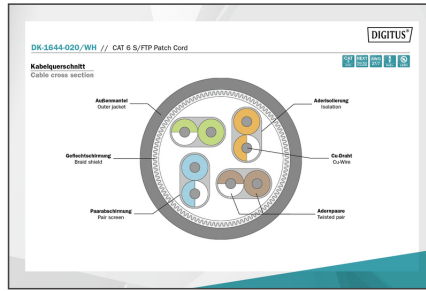 DIGITUS®
DK-1644-020/WH // CAT 6 S/FTP Patch Cord
Kabelquerschnitt
Cable cross section
Außenmantel
Outer jacket
Aderisolierung
Isolation
Geflechtschirmung
Braid shield
Cu-Draht
Cu-Wire
Paarabschirmung
Pair screen
Adernpaare
Twisted pair